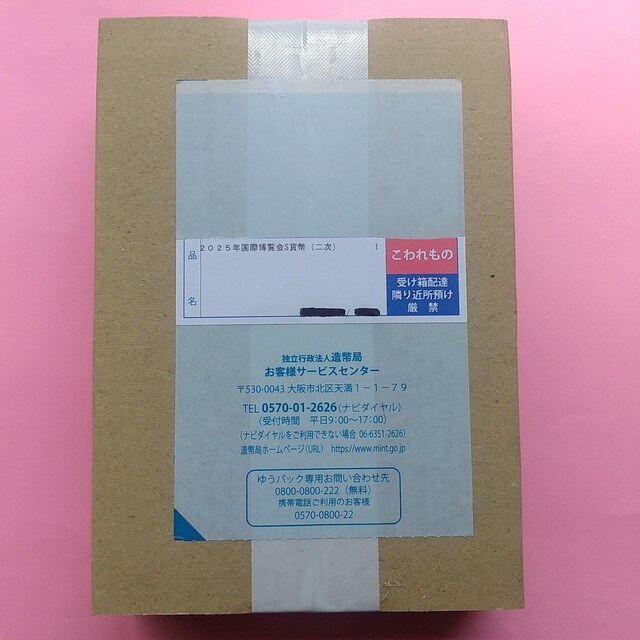 品名
2025年国際博覧会S貨幣（二次） 1
こわれもの
受け箱配達
隣り近所預け
厳 禁
独立行政法人造幣局
お客様サービスセンター
〒530-0043 大阪市北区天満1-1-79
TEL 0570-01-2626（ナビダイヤル）
（受付時間 平日9:00〜17:00）
（ナビダイヤルをご利用できない場合 06-6351-2626）
造幣局ホームページ（URL） https://www.mint.go.jp
ゆうパック専用お問い合わせ先
0800-0800-222（無料）
携帯電話ご利用のお客様
0570-0800-22